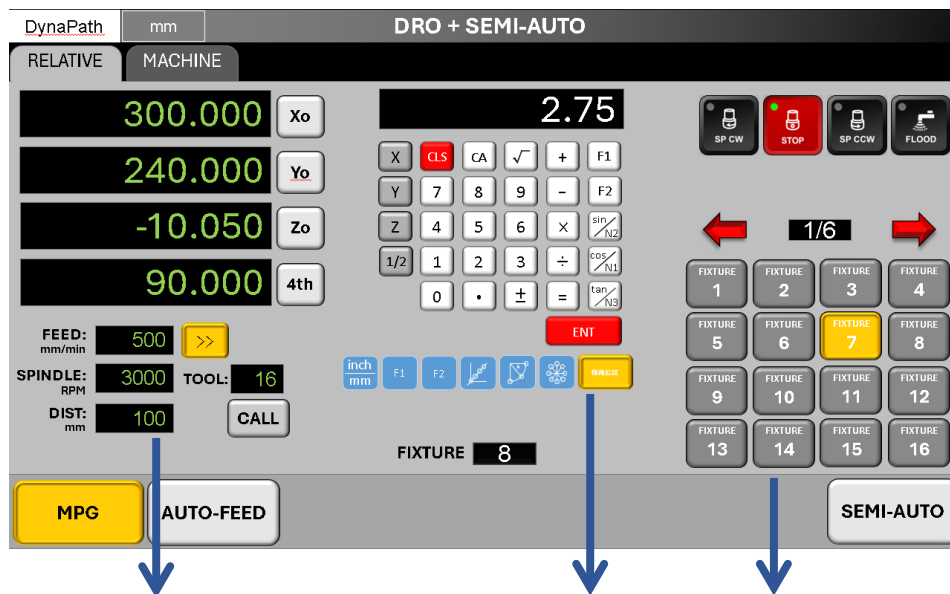 DynaPath mm DRO + SEMI-AUTO
RELATIVE MACHINE
300.000 Xo
240.000 Yo
-10.050 Zo
90.000 4th
FEED: 500 >>
mm/min
SPINDLE: 3000 TOOL: 16
RPM
DIST: 100 CALL
mm
2.75
X CLS CA √ + F1
Y 7 8 9 - F2
Z 4 5 6 × sin/N2
1/2 1 2 3 ÷ cos/N1
0 . ± = tan/N3
ENT
inch
mm F1 F2
FIXTURE 8
SP CW STOP SP CCW FLOOD
1/6
FIXTURE FIXTURE FIXTURE FIXTURE
1 2 3 4
FIXTURE FIXTURE FIXTURE FIXTURE
5 6 7 8
FIXTURE FIXTURE FIXTURE FIXTURE
9 10 11 12
FIXTURE FIXTURE FIXTURE FIXTURE
13 14 15 16
MPG AUTO-FEED SEMI-AUTO